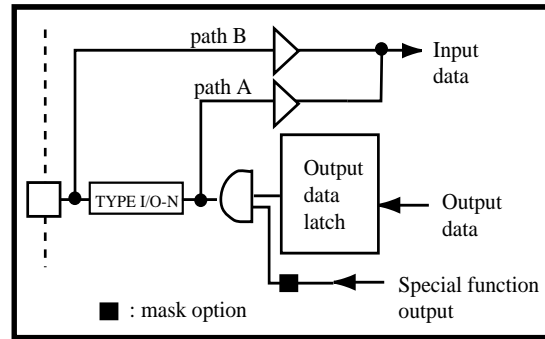 path B
Input
data
path A
TYPE I/O-N
Output
data
latch
Output
data
Special function
output
: mask option